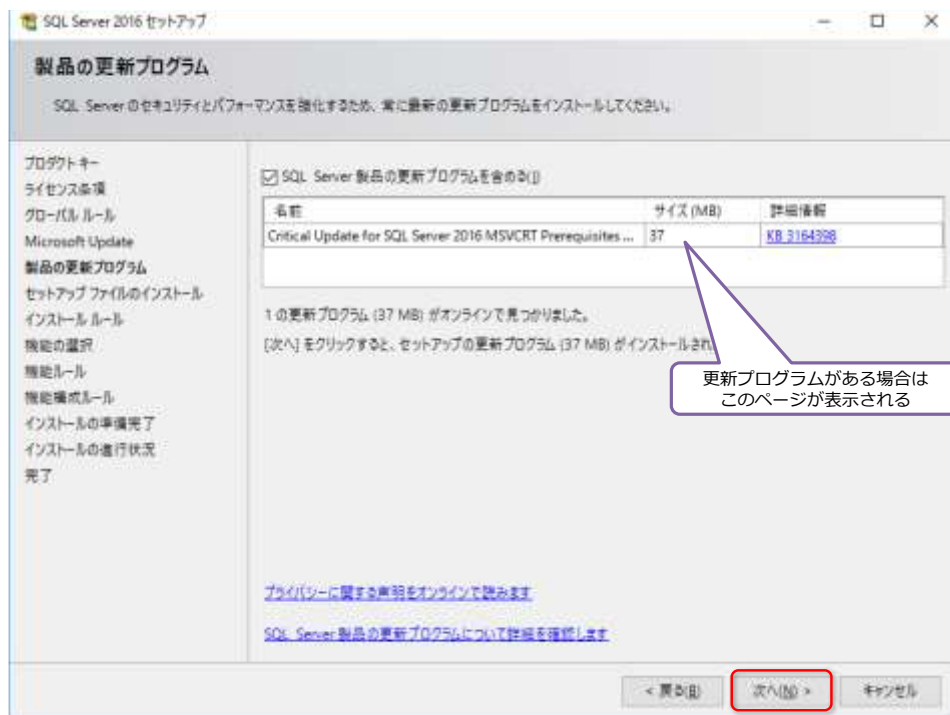 SQL Server 2016 セットアップ
製品の更新プログラム
SQL Server のセキュリティとパフォーマンスを強化するため、常に最新の更新プログラムをインストールしてください。
プロダクト キー
ライセンス条項
グローバル ルール
Microsoft Update
製品の更新プログラム
セットアップ ファイルのインストール
インストール ルール
機能の選択
機能ルール
機能構成ルール
インストールの準備完了
インストールの進行状況
完了
SQL Server 製品の更新プログラムを含める(I)
名前 サイズ (MB) 詳細情報
Critical Update for SQL Server 2016 MSVCRT Prerequisites ... 37 KB 3164398
1 の更新プログラム (37 MB) がオンラインで見つかりました。
[次へ] をクリックすると、セットアップの更新プログラム (37 MB) がインストールされ
更新プログラムがある場合は
このページが表示される
プライバシーに関する声明をオンラインで読みます
SQL Server 製品の更新プログラムについて詳細を確認します
< 戻る(B) 次へ(N) > キャンセル